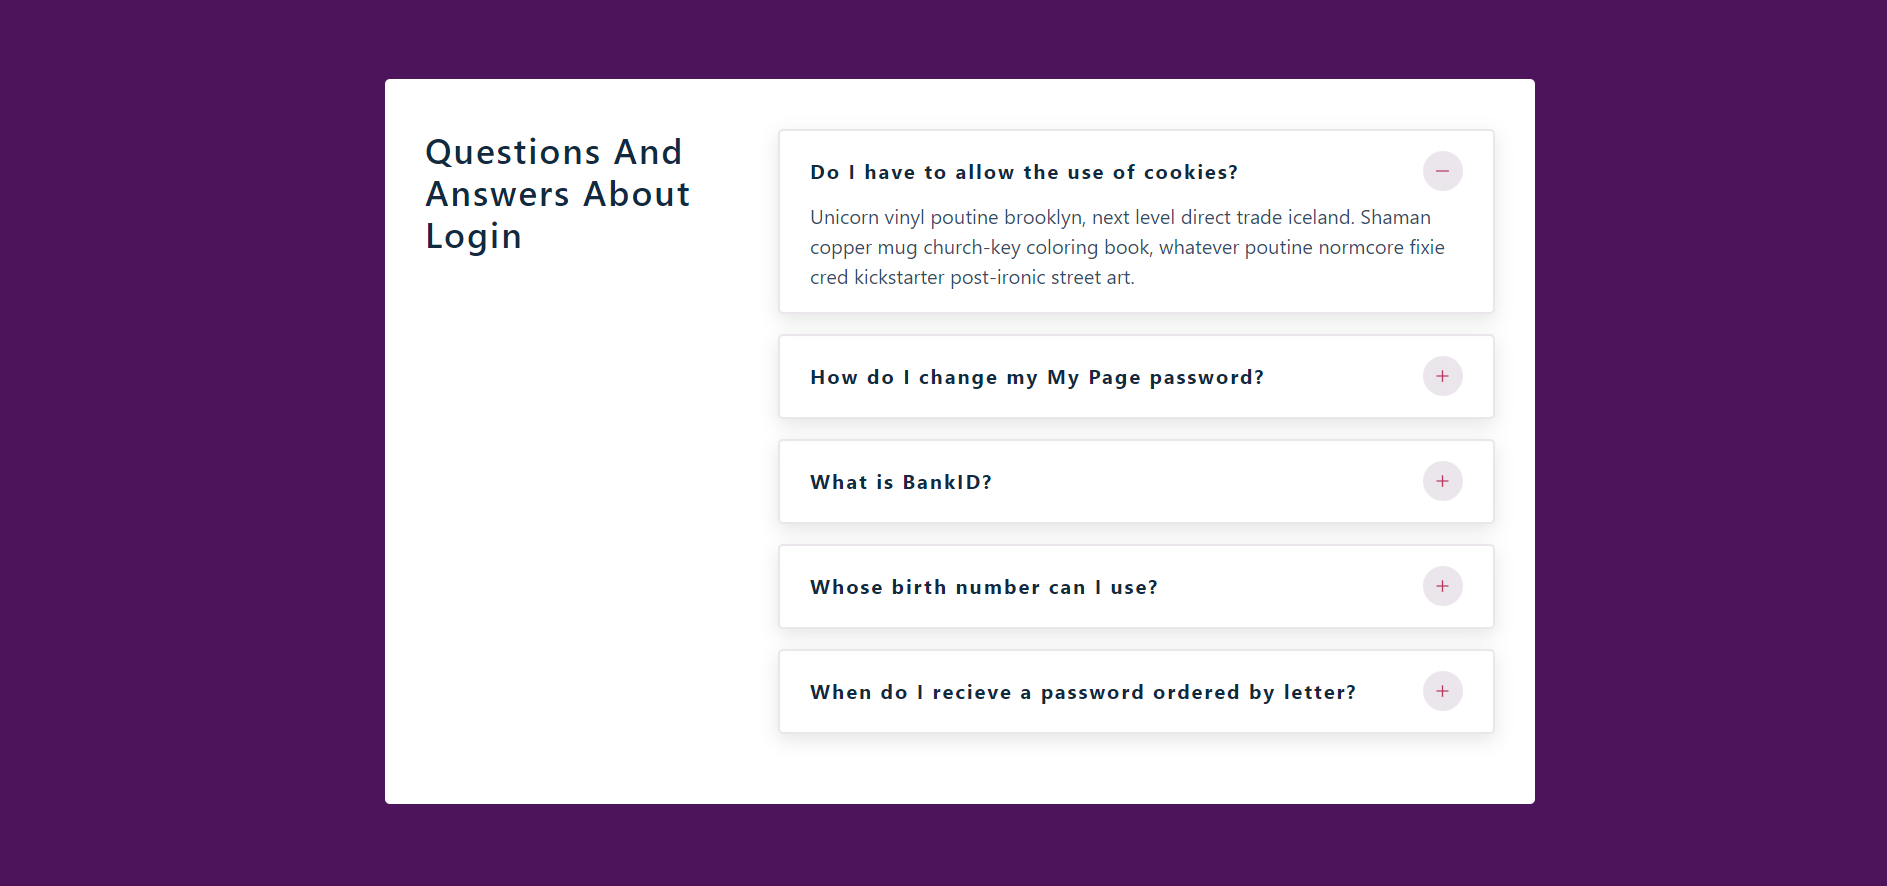 Questions And
Answers About
Login
Do I have to allow the use of cookies?
Unicorn vinyl poutine brooklyn, next level direct trade iceland. Shaman
copper mug church-key coloring book, whatever poutine normcore fixie
cred kickstarter post-ironic street art.
How do I change my My Page password?
What is BankID?
Whose birth number can I use?
When do I recieve a password ordered by letter?